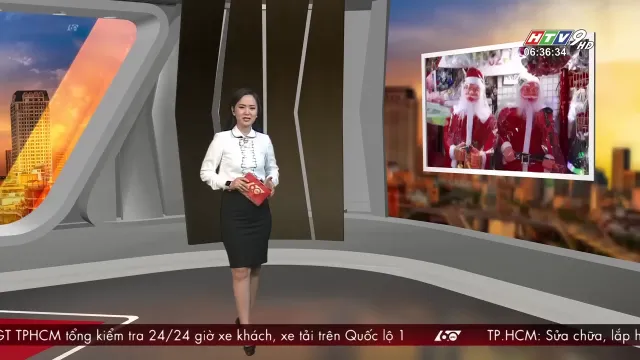 HTV9
HD
06:36:34
GT TPHCM tổng kiểm tra 24/24 giờ xe khách, xe tải trên Quốc lộ 1
60
TP.HCM: Sửa chữa, lắp